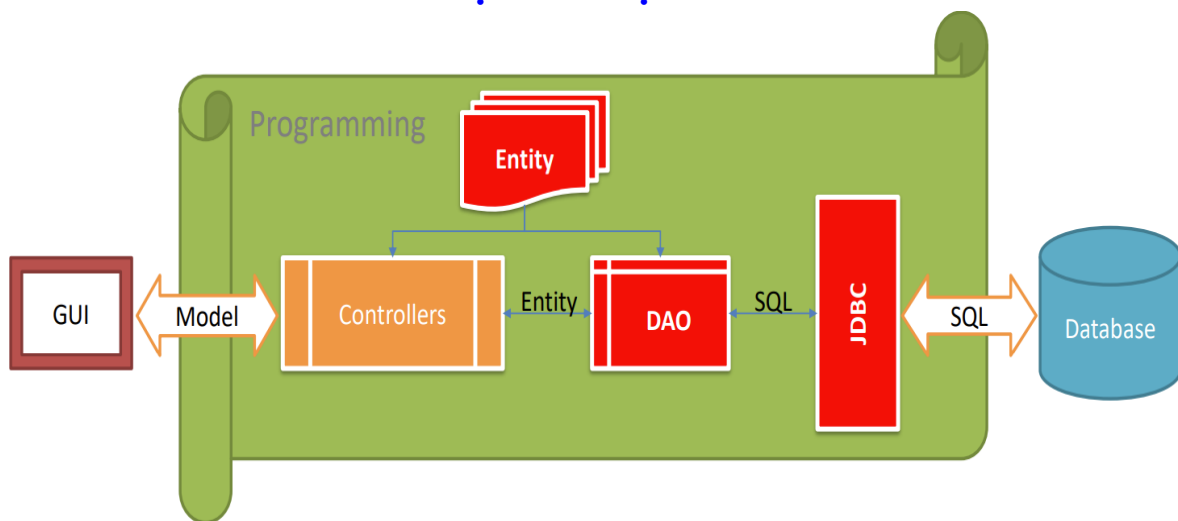 Programming
Entity
GUI
Model
Controllers
Entity
DAO
SQL
JDBC
SQL
Database